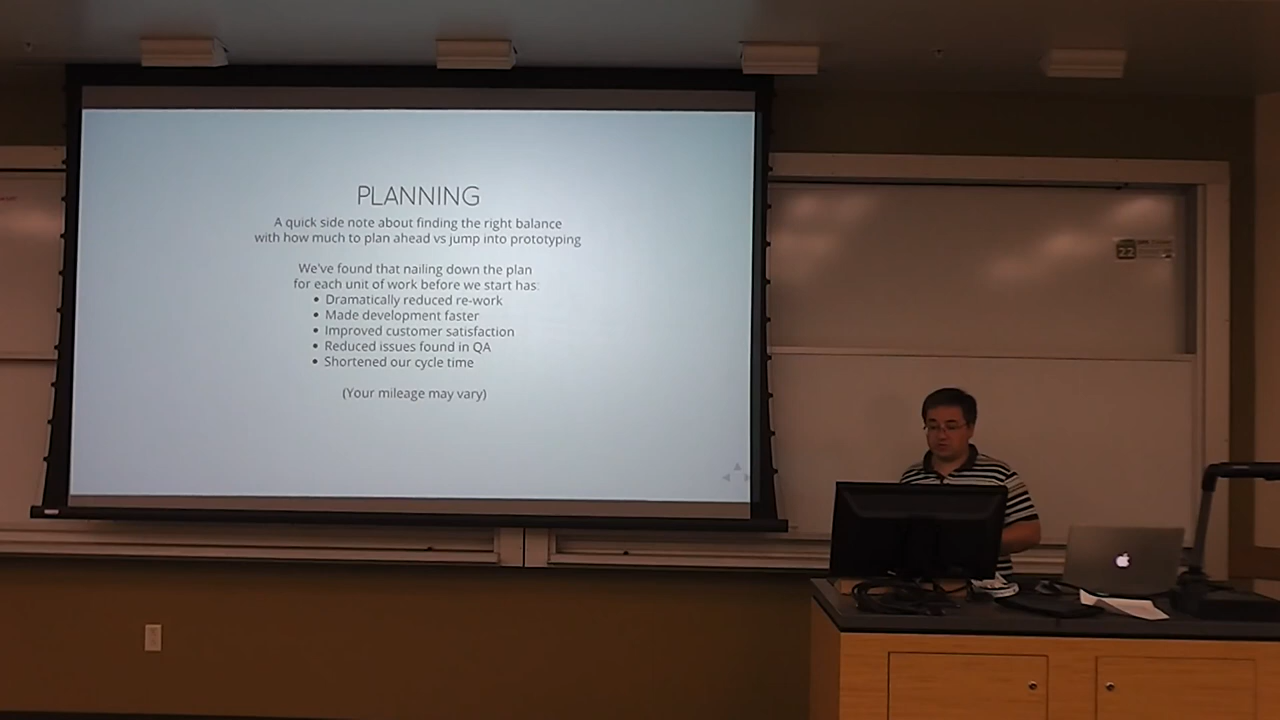 PLANNING
A quick side note about finding the right balance
with how much to plan ahead vs jump into prototyping
We've found that nailing down the plan
for each unit of work before we start has:
• Dramatically reduced re-work
• Made development faster
• Improved customer satisfaction
• Reduced issues found in QA
• Shortened our cycle time
(Your mileage may vary)
22